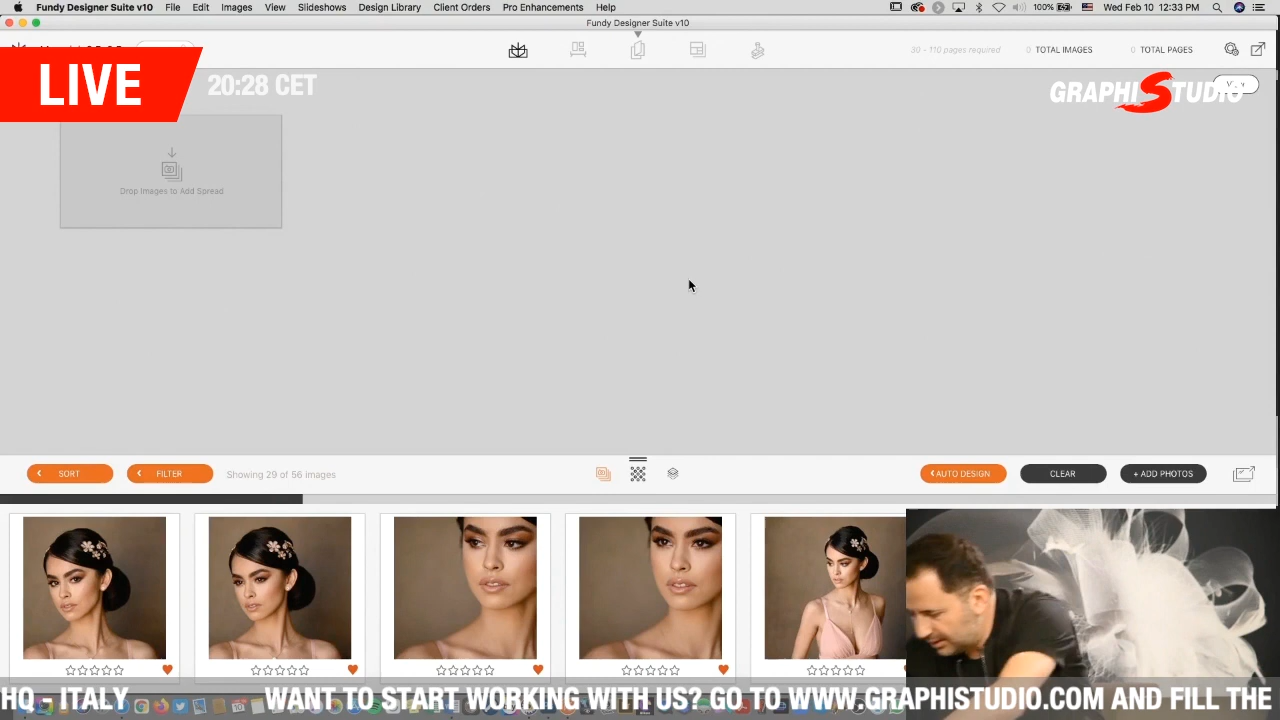 Fundy Designer Suite v10 File Edit Images View Slideshows Design Library Client Orders Pro Enhancements Fundy Help 100% Wed Feb 10 12:33 PM
Fundy Designer Suite v10
30 - 110 pages required 0 TOTAL IMAGES 0 TOTAL PAGES
LIVE
20:28 CET
GRAPHISTUDIO
Drop Images to Add Spread
SORT FILTER Showing 29 of 56 images AUTO DESIGN CLEAR + ADD PHOTOS
HQ - ITALY WANT TO START WORKING WITH US? GO TO WWW.GRAPHISTUDIO.COM AND FILL THE